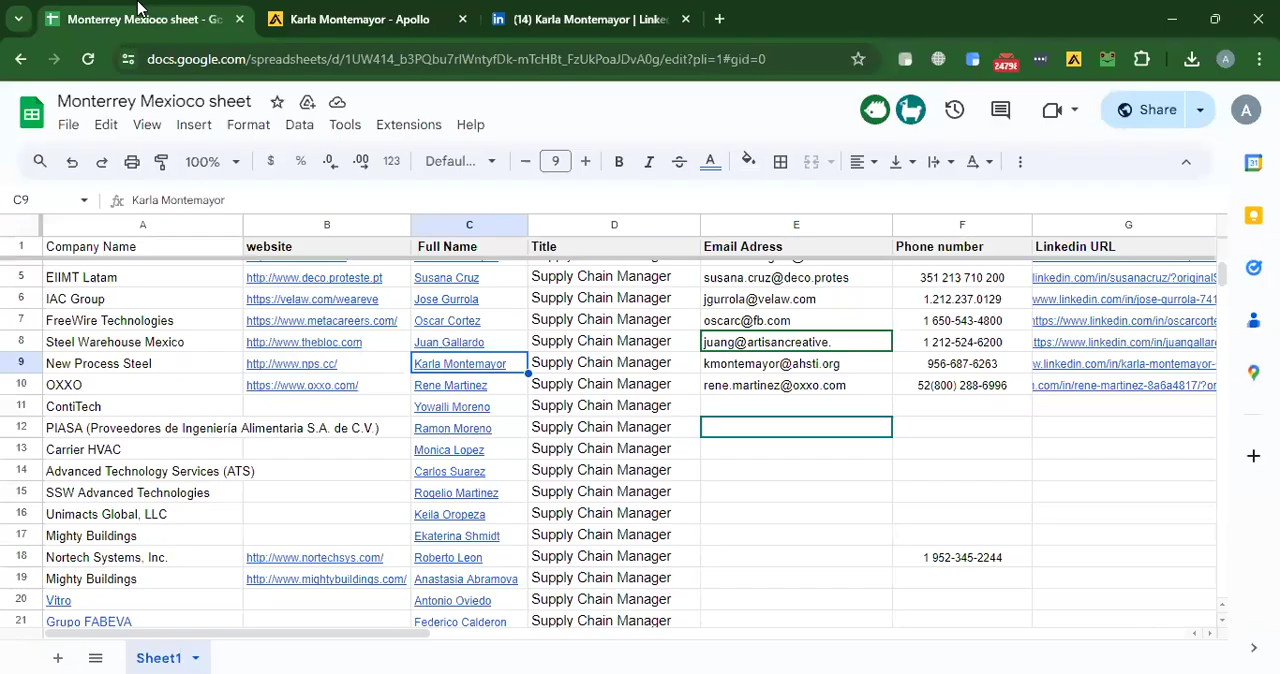 Monterrey Mexioco sheet - Go
Karla Montemayor - Apollo
(14) Karla Montemayor | Linke
docs.google.com/spreadsheets/d/1UW414_b3PQbu7rIWntyfDk-mTcHBt_FzUkPoaJDvA0g/edit?pli=1#gid=0
2479
A
Monterrey Mexioco sheet
File Edit View Insert Format Data Tools Extensions Help
Share
A
100% $ % .0 .00 123 Defaul... 9 B I A A
C9 fx Karla Montemayor
A B C D E F G
1 Company Name website Full Name Title Email Adress Phone number Linkedin URL
5 EIIMT Latam http://www.deco.proteste.pt Susana Cruz Supply Chain Manager susana.cruz@deco.protes 351 213 710 200 linkedin.com/in/susanacruz/?original
6 IAC Group https://velaw.com/weareve Jose Gurrola Supply Chain Manager jgurrola@velaw.com 1.212.237.0129 www.linkedin.com/in/jose-gurrola-741
7 FreeWire Technologies https://www.metacareers.com/ Oscar Cortez Supply Chain Manager oscarc@fb.com 1 650-543-4800 https://www.linkedin.com/in/oscarcorte
8 Steel Warehouse Mexico https://www.thebloc.com Juan Gallardo Supply Chain Manager juang@artisancreative. 1 212-524-6200 https://www.linkedin.com/in/juangallar
9 New Process Steel http://www.nps.cc/ Karla Montemayor Supply Chain Manager kmontemayor@ahsti.org 956-687-6263 w.linkedin.com/in/karla-montemayor-
10 OXXO https://www.oxxo.com/ Rene Martinez Supply Chain Manager rene.martinez@oxxo.com 52(800) 288-6996 n.com/in/rene-martinez-8a6a4817/?or
11 ContiTech Yowalli Moreno Supply Chain Manager
12 PIASA (Proveedores de Ingeniería Alimentaria S.A. de C.V.) Ramon Moreno Supply Chain Manager
13 Carrier HVAC Monica Lopez Supply Chain Manager
14 Advanced Technology Services (ATS) Carlos Suarez Supply Chain Manager
15 SSW Advanced Technologies Rogelio Martinez Supply Chain Manager
16 Unimacts Global, LLC Keila Oropeza Supply Chain Manager
17 Mighty Buildings Ekaterina Shmidt Supply Chain Manager
18 Nortech Systems, Inc. http://www.nortechsys.com/ Roberto Leon Supply Chain Manager 1 952-345-2244
19 Mighty Buildings http://www.mightybuildings.com/ Anastasia Abramova Supply Chain Manager
20 Vitro Antonio Oviedo Supply Chain Manager
21 Grupo FABEVA Federico Calderon Supply Chain Manager
Sheet1